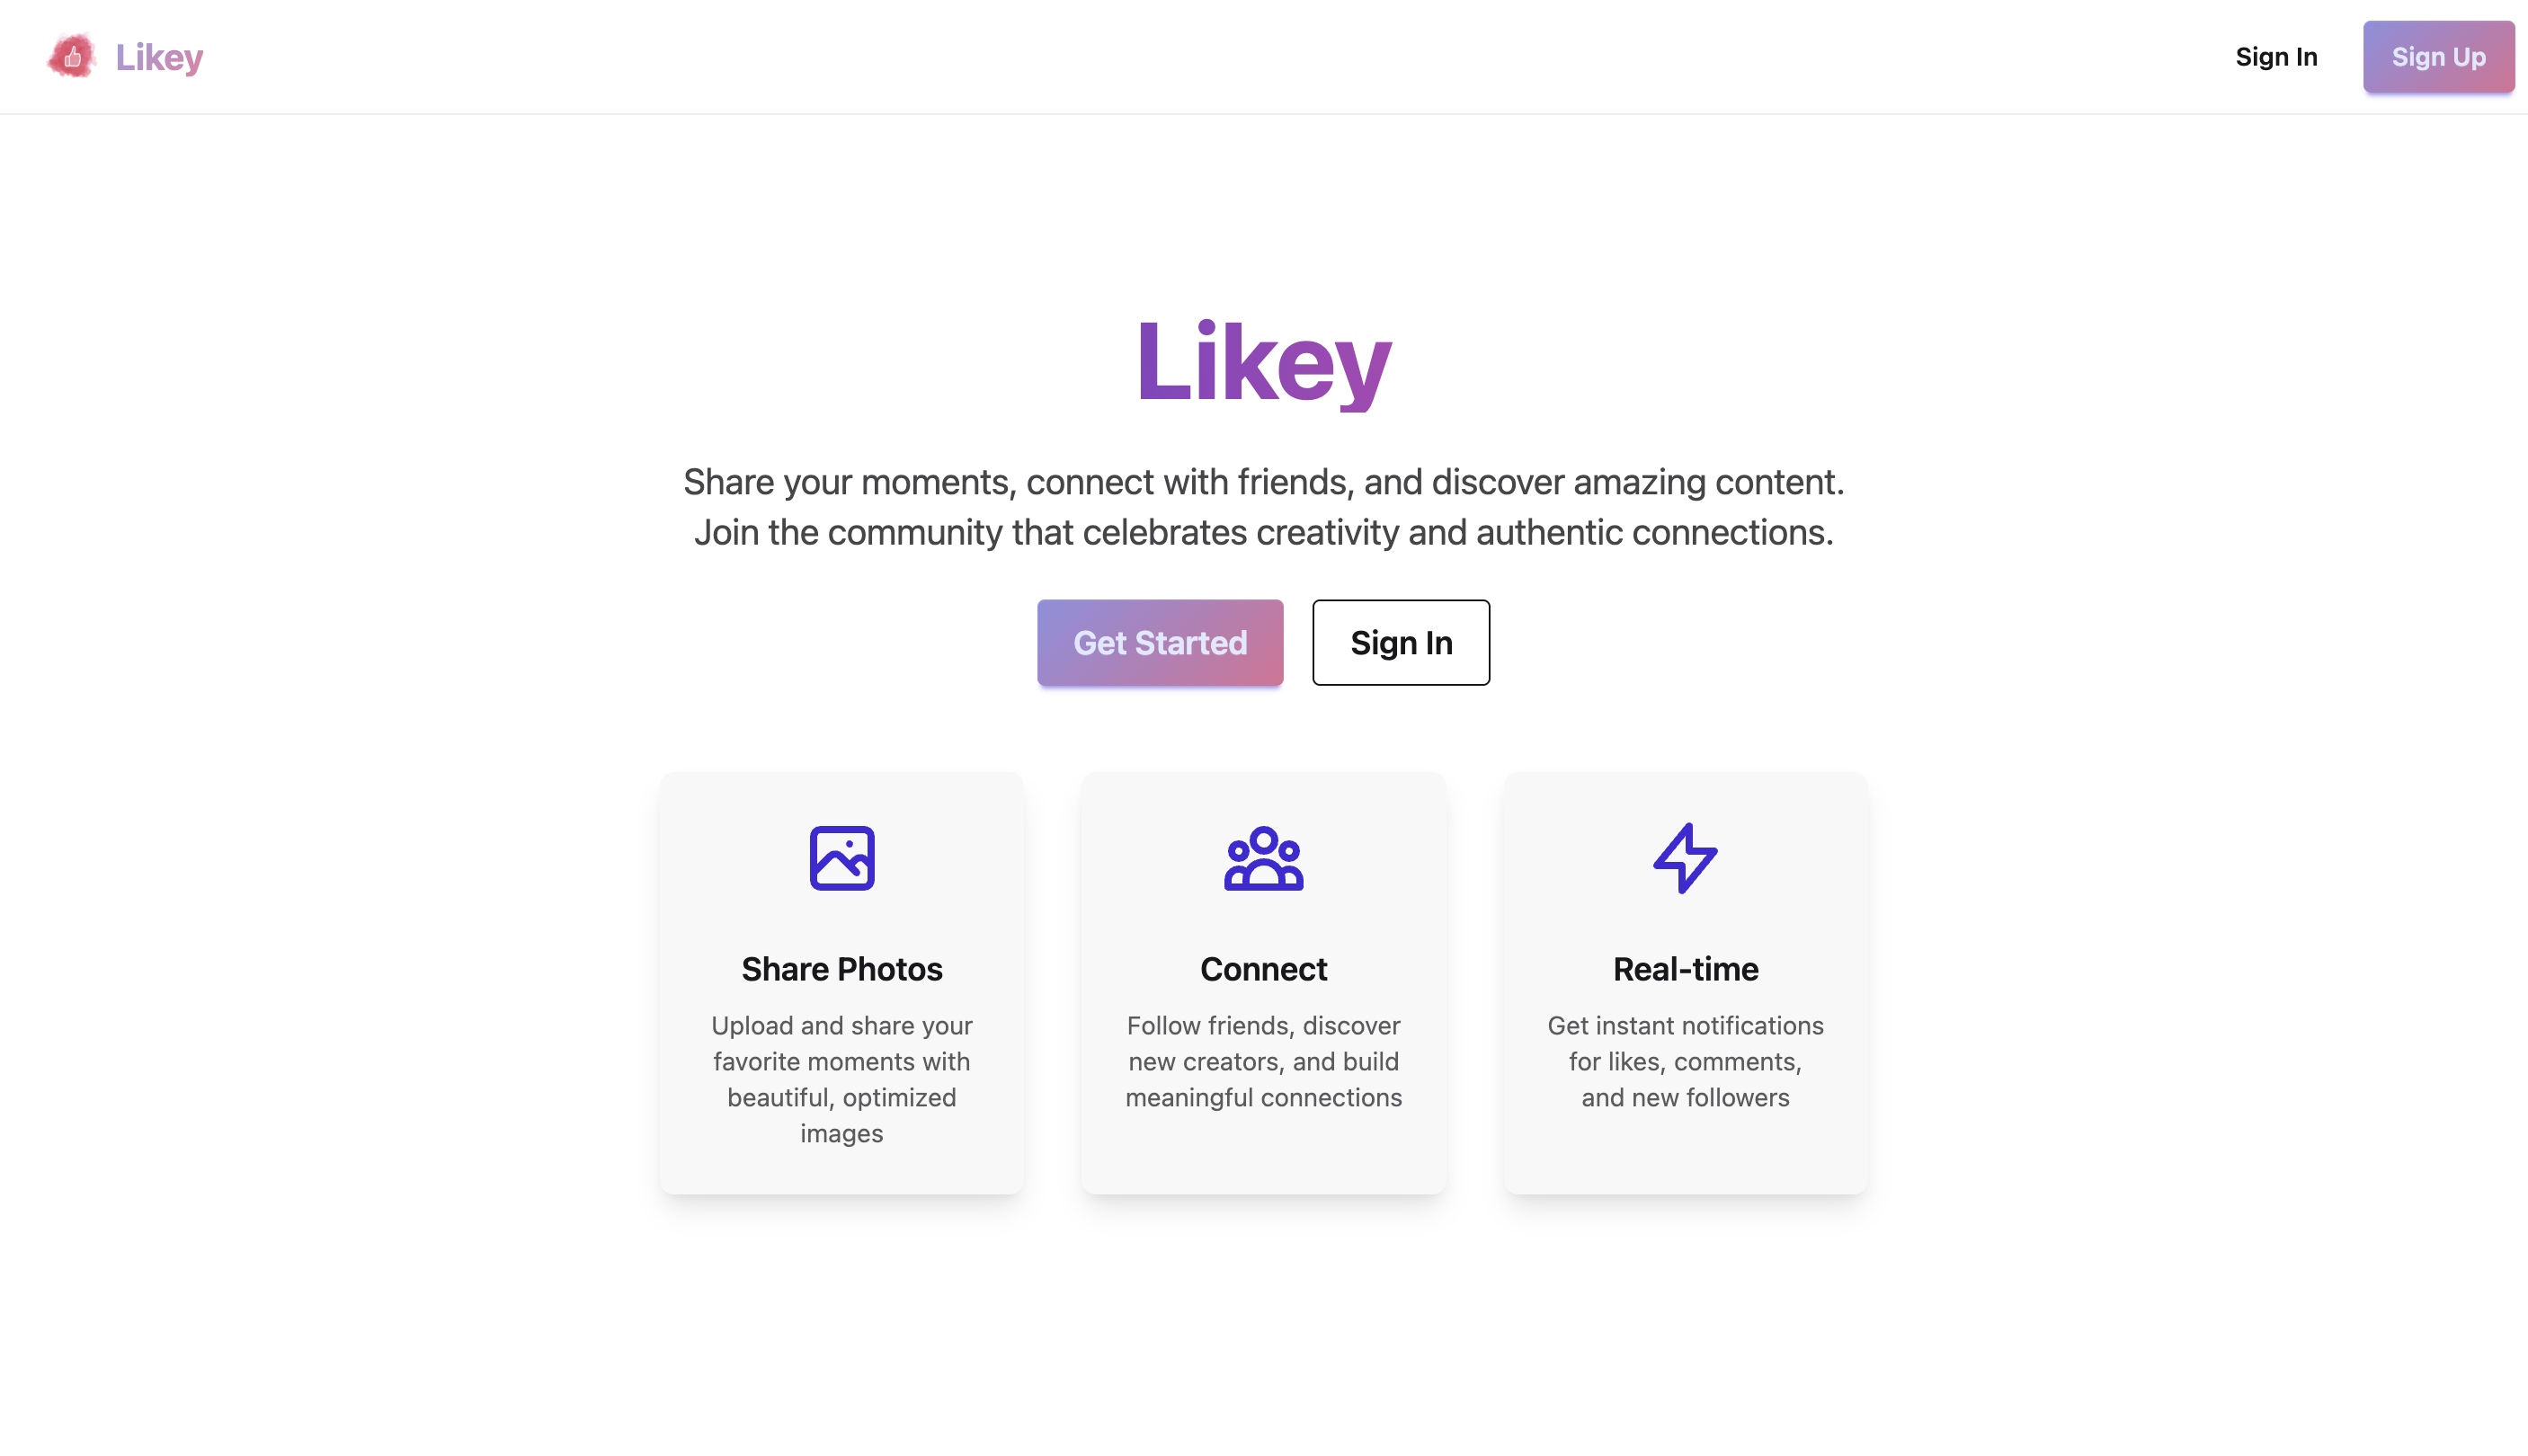 Likey
Sign In
Sign Up
Likey
Share your moments, connect with friends, and discover amazing content.
Join the community that celebrates creativity and authentic connections.
Get Started
Sign In
Share Photos
Upload and share your
favorite moments with
beautiful, optimized
images
Connect
Follow friends, discover
new creators, and build
meaningful connections
Real-time
Get instant notifications
for likes, comments,
and new followers